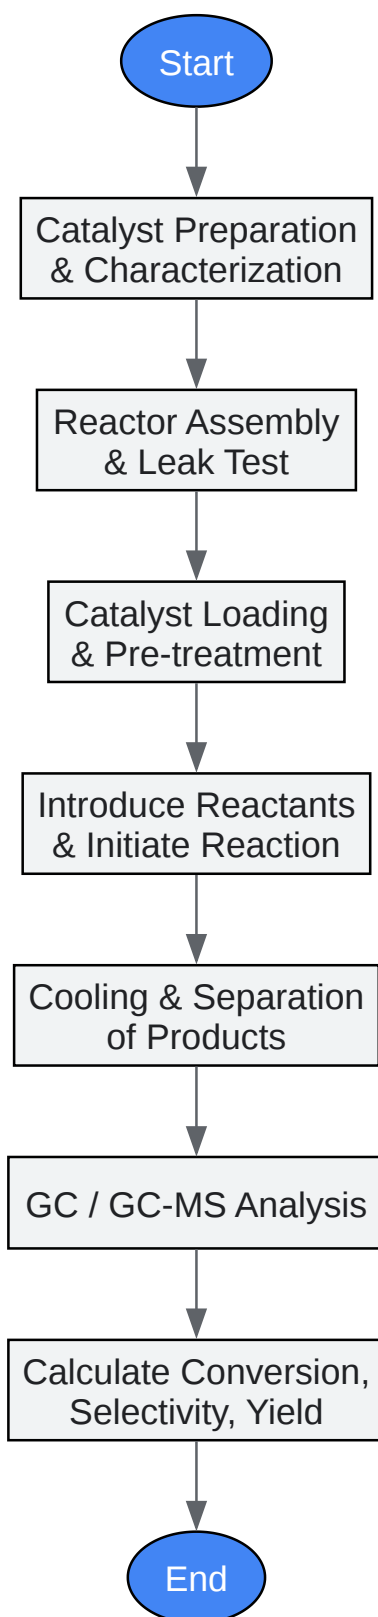 Start
Catalyst Preparation
& Characterization
Reactor Assembly
& Leak Test
Catalyst Loading
& Pre-treatment
Introduce Reactants
& Initiate Reaction
Cooling & Separation
of Products
GC / GC-MS Analysis
Calculate Conversion,
Selectivity, Yield
End